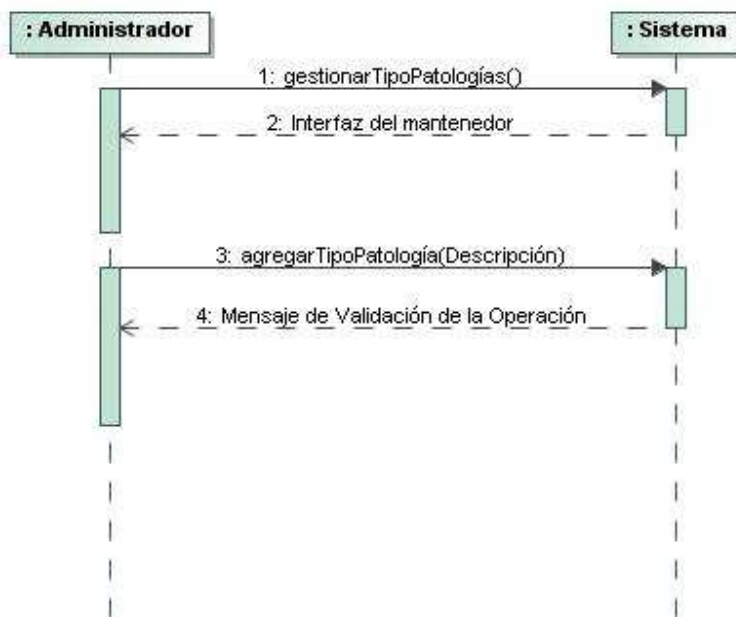 : Administrador
: Sistema
1: gestionarTipoPatologías()
2: Interfaz del mantenedor
3: agregarTipoPatología(Descripción)
4: Mensaje de Validación de la Operación